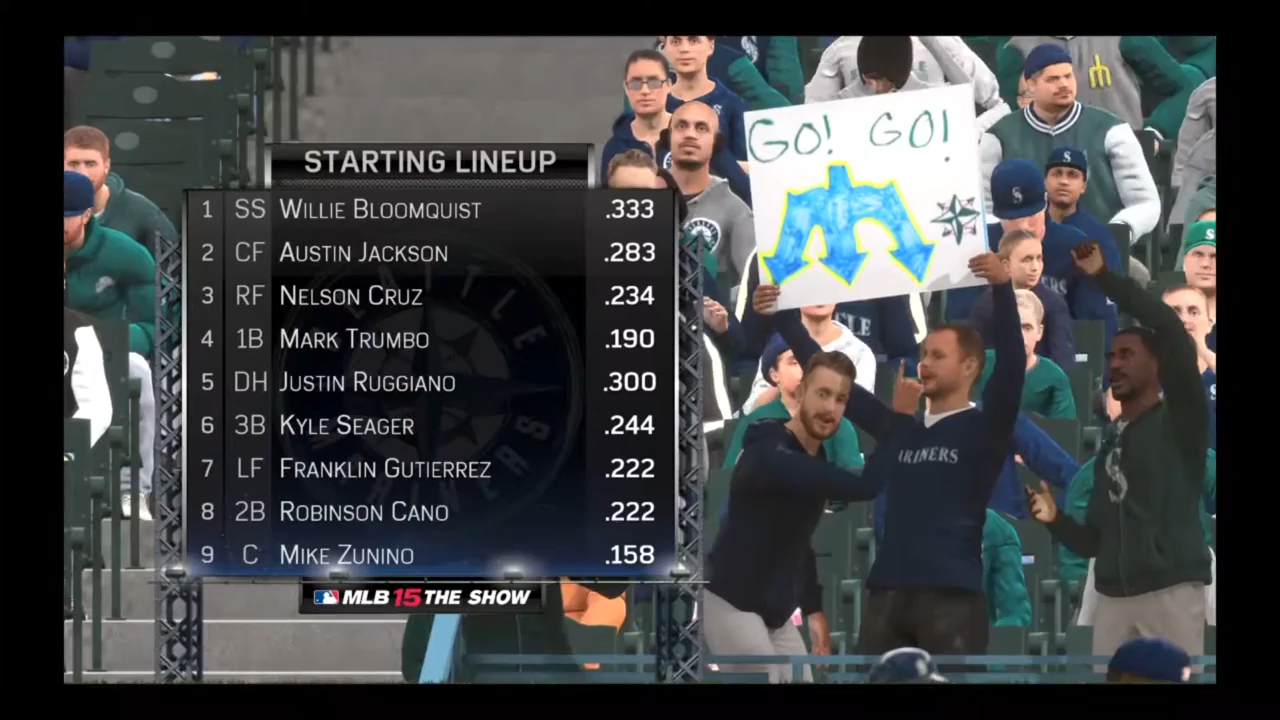 STARTING LINEUP
1 SS WILLIE BLOOMQUIST .333
2 CF AUSTIN JACKSON .283
3 RF NELSON CRUZ .234
4 1B MARK TRUMBO .190
5 DH JUSTIN RUGGIANO .300
6 3B KYLE SEAGER .244
7 LF FRANKLIN GUTIERREZ .222
8 2B ROBINSON CANO .222
9 C MIKE ZUNINO .158
MLB 15 THE SHOW
GO! GO!
ARINERS